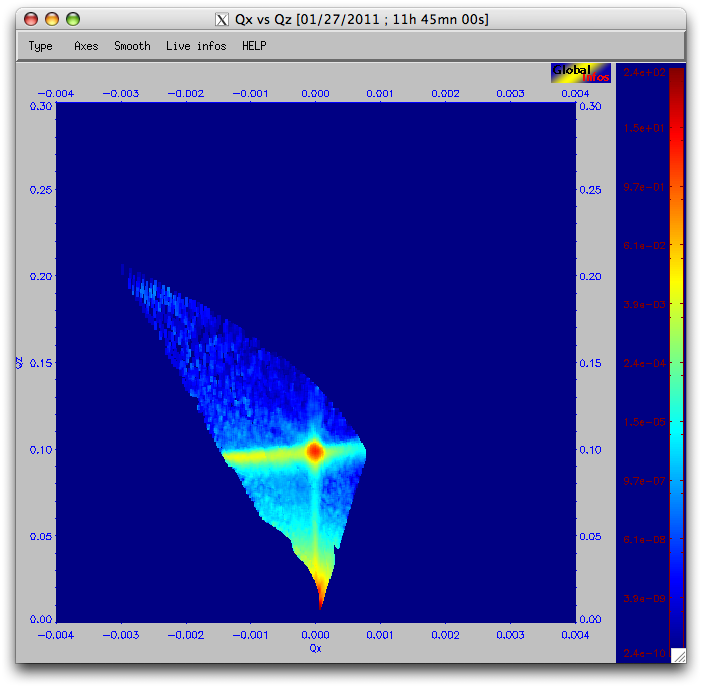 Qx vs Qz [01/27/2011 ; 11h 45mn 00s]
Type Axes Smooth Live infos HELP
Global
Infos
-0.004 -0.003 -0.002 -0.001 0.000 0.001 0.002 0.003 0.004
0.30 0.30
0.25 0.25
0.20 0.20
0.15 0.15
Qz
0.10 0.10
0.05 0.05
0.00 0.00
-0.004 -0.003 -0.002 -0.001 0.000 0.001 0.002 0.003 0.004
Qx
2.4e+02
1.5e+01
9.7e-01
6.1e-02
3.9e-03
2.4e-04
1.5e-05
9.7e-07
6.1e-08
3.9e-09
2.4e-10